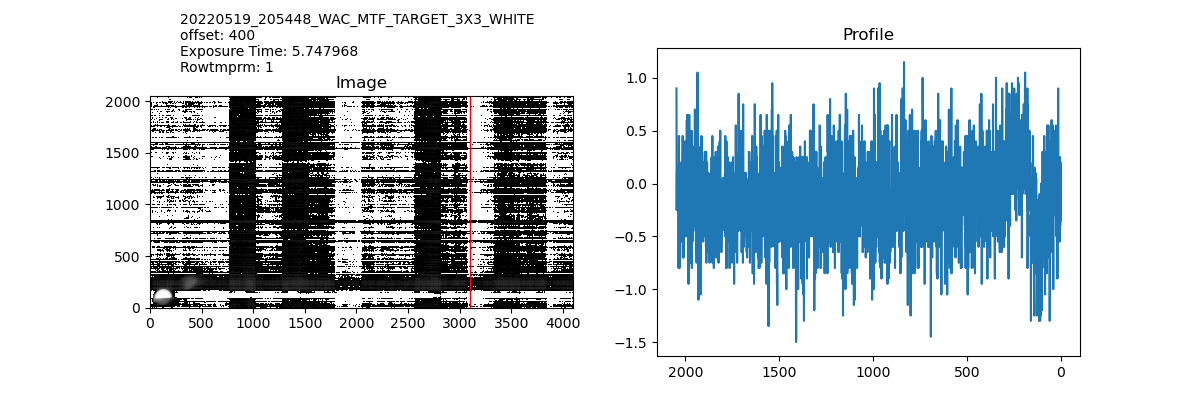 20220519_205448_WAC_MTF_TARGET_3X3_WHITE
offset: 400
Exposure Time: 5.747968
Rowtmprm: 1
Image
2000
1500
1000
500
0
0 500 1000 1500 2000 2500 3000 3500 4000
Profile
1.0
0.5
0.0
−0.5
−1.0
−1.5
2000 1500 1000 500 0